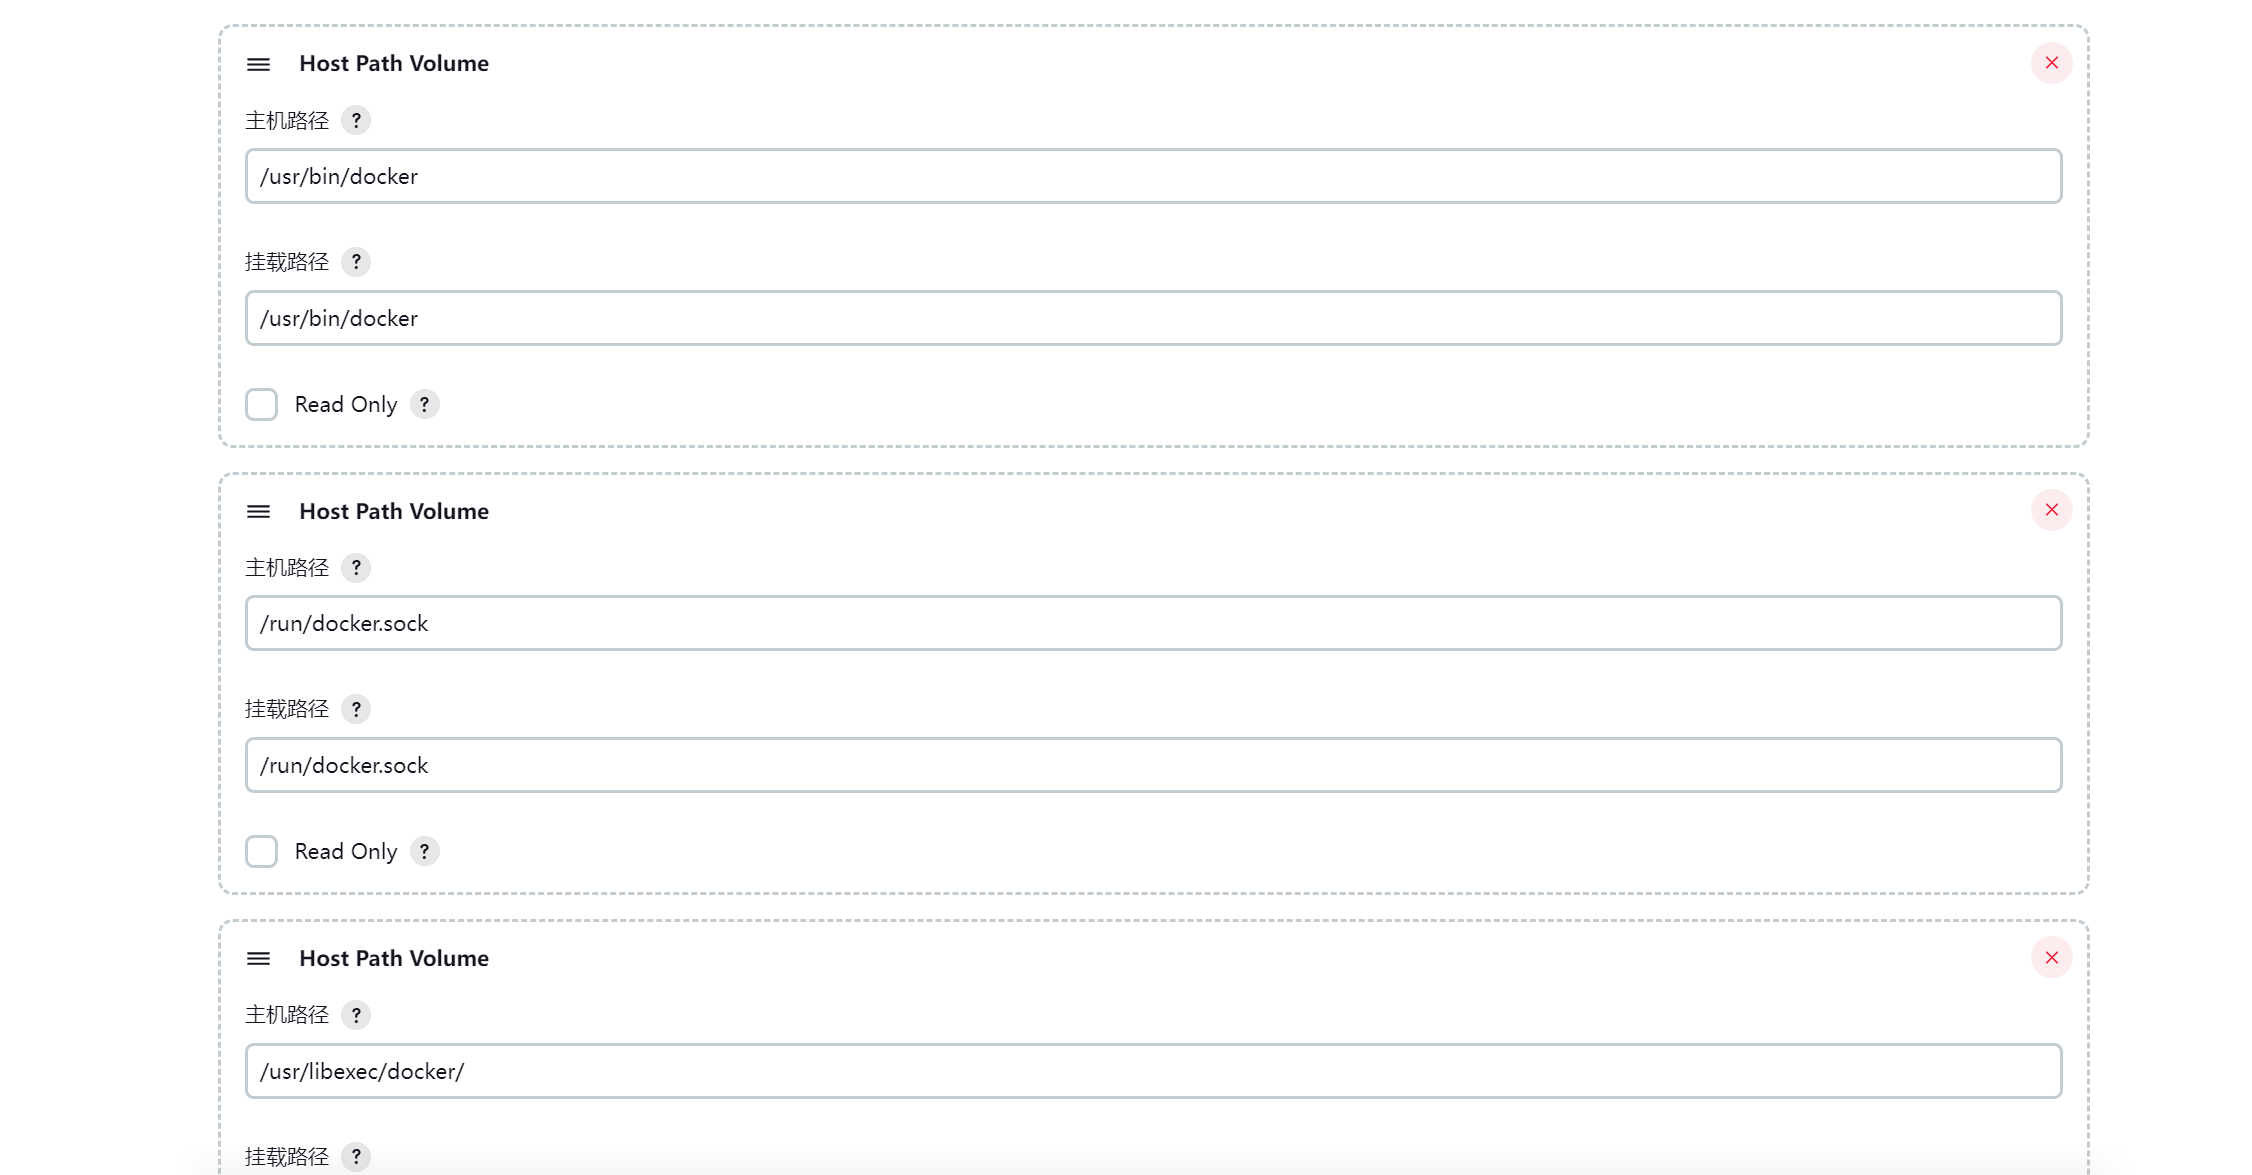 Host Path Volume
主机路径 ?
/usr/bin/docker
挂载路径 ?
/usr/bin/docker
Read Only ?
Host Path Volume
主机路径 ?
/run/docker.sock
挂载路径 ?
/run/docker.sock
Read Only ?
Host Path Volume
主机路径 ?
/usr/libexec/docker/
挂载路径 ?